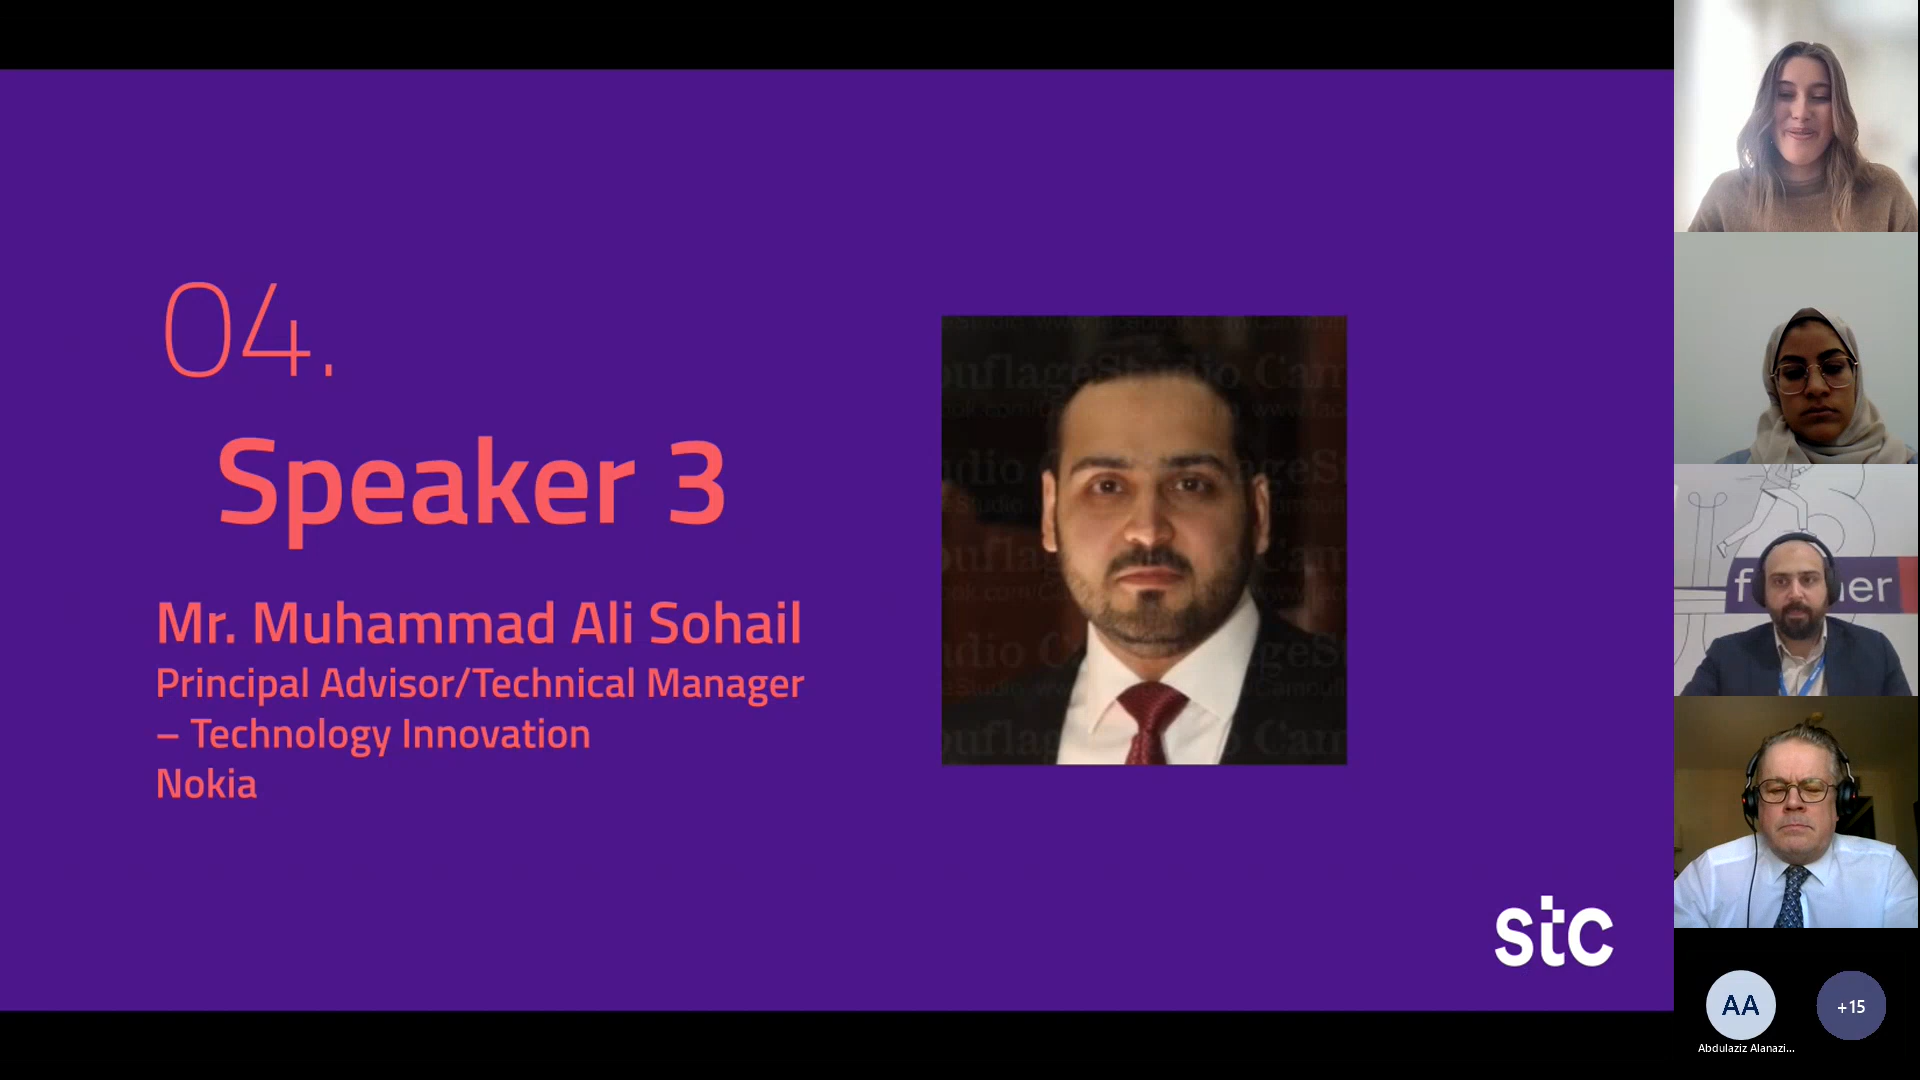 04.
Speaker 3
Mr. Muhammad Ali Sohail
Principal Advisor/Technical Manager
– Technology Innovation
Nokia
stc
AA
Abdulaziz Alanazi...
+15